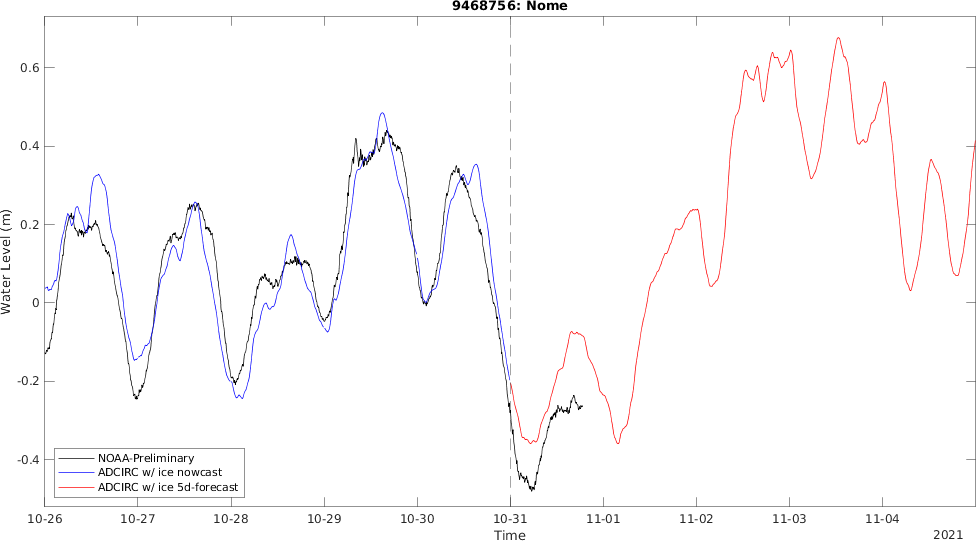 9468756: Nome
Water Level (m)
0.6
0.4
0.2
0
-0.2
-0.4
NOAA-Preliminary
ADCIRC w/ ice nowcast
ADCIRC w/ ice 5d-forecast
10-26 10-27 10-28 10-29 10-30 10-31 11-01 11-02 11-03 11-04
Time
2021